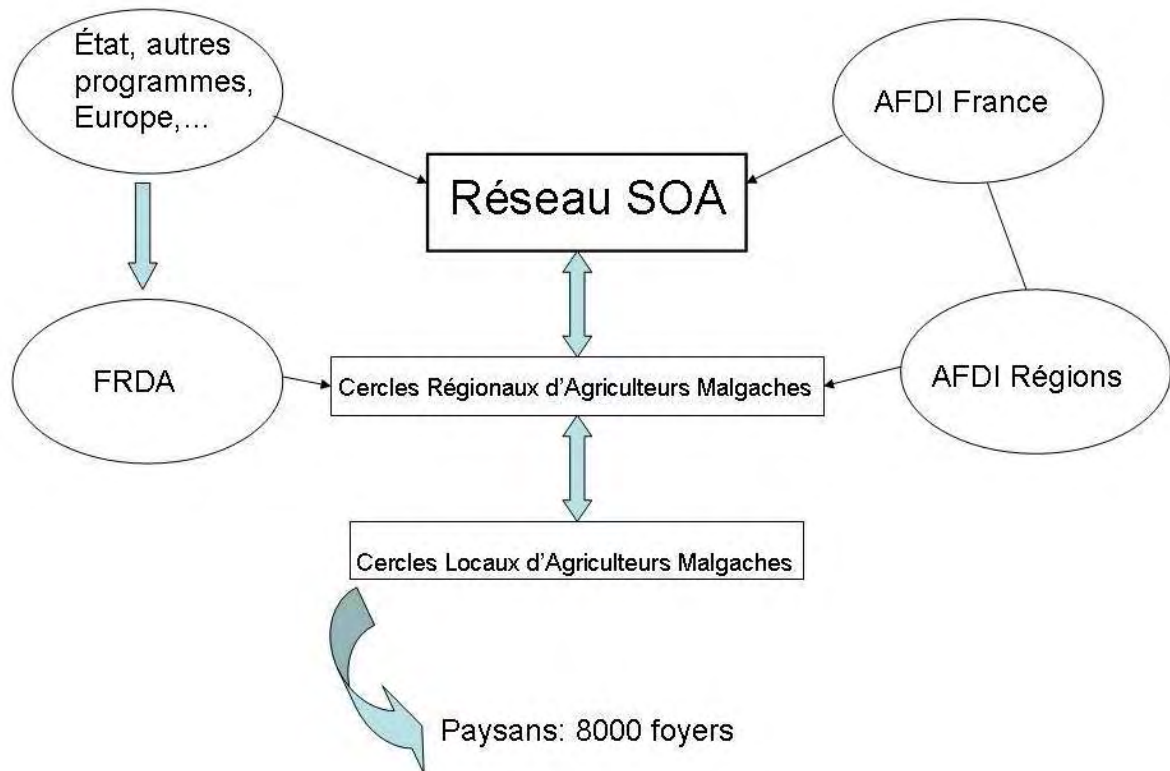 État, autres
programmes,
Europe,...
AFDI France
Réseau SOA
FRDA
Cercles Régionaux d'Agriculteurs Malgaches
AFDI Régions
Cercles Locaux d'Agriculteurs Malgaches
Paysans: 8000 foyers